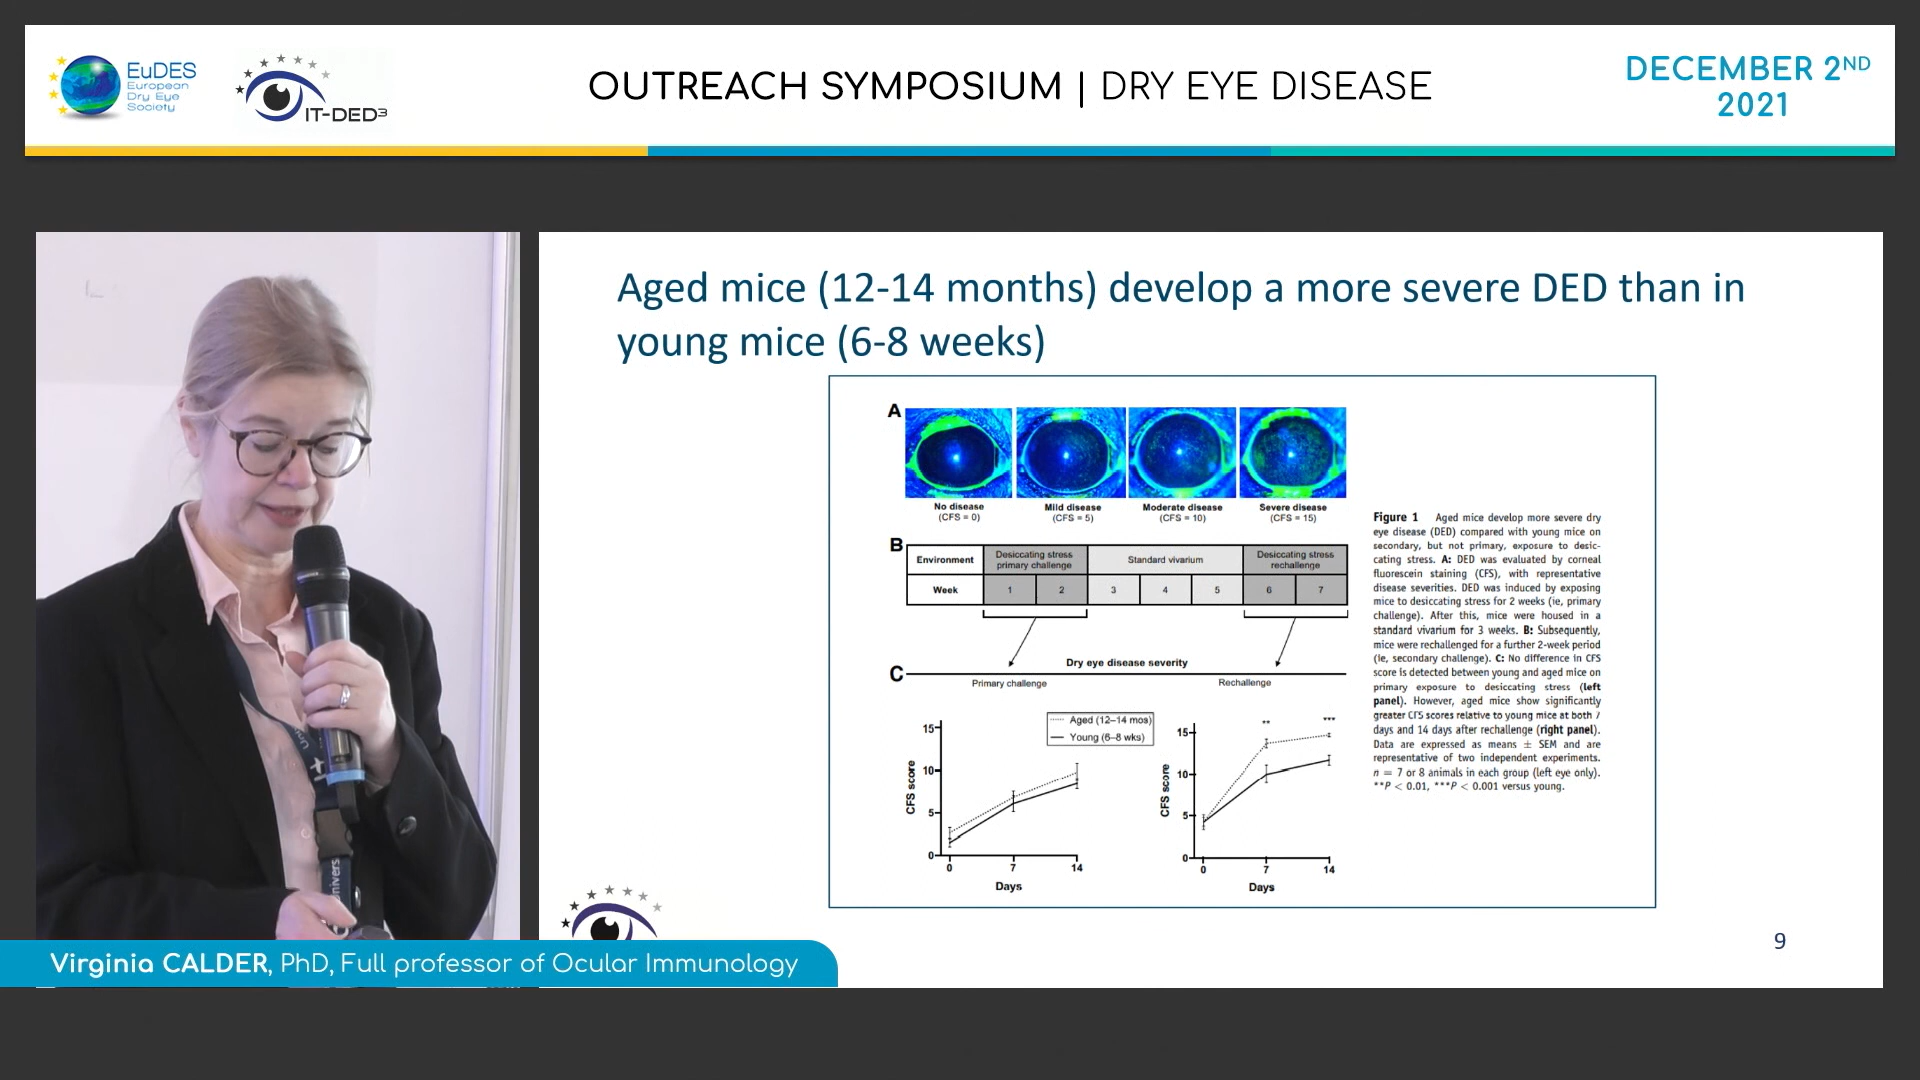 EuDES
European
Dry Eye
Society
IT-DED³
OUTREACH SYMPOSIUM | DRY EYE DISEASE
DECEMBER 2ND
2021
Aged mice (12-14 months) develop a more severe DED than in
young mice (6-8 weeks)
A
No disease
(CFS = 0)
Mild disease
(CFS = 5)
Moderate disease
(CFS = 10)
Severe disease
(CFS = 15)
B
Environment
Desiccating stress
primary challenge
Standard vivarium
Desiccating stress
rechallenge
Week
1 2 3 4 5 6 7
Dry eye disease severity
C
Primary challenge
Rechallenge
Aged (12–14 mos)
Young (6–8 wks)
15
10
5
0
CFS score
0 7 14
Days
** ***
15
10
5
0
CFS score
0 7 14
Days
Figure 1 Aged mice develop more severe dry
eye disease (DED) compared with young mice on
secondary, but not primary, exposure to desic-
cating stress. A: DED was evaluated by corneal
fluorescein staining (CFS), with representative
disease severities. DED was induced by exposing
mice to desiccating stress for 2 weeks (ie, primary
challenge). After this, mice were housed in a
standard vivarium for 3 weeks. B: Subsequently,
mice were rechallenged for a further 2-week period
(ie, secondary challenge). C: No difference in CFS
score is detected between young and aged mice on
primary exposure to desiccating stress (left
panel). However, aged mice show significantly
greater CFS scores relative to young mice at both 7
days and 14 days after rechallenge (right panel).
Data are expressed as means ± SEM and are
representative of two independent experiments.
n = 7 or 8 animals in each group (left eye only).
**P < 0.01, ***P < 0.001 versus young.
9
Virginia CALDER, PhD, Full professor of Ocular Immunology